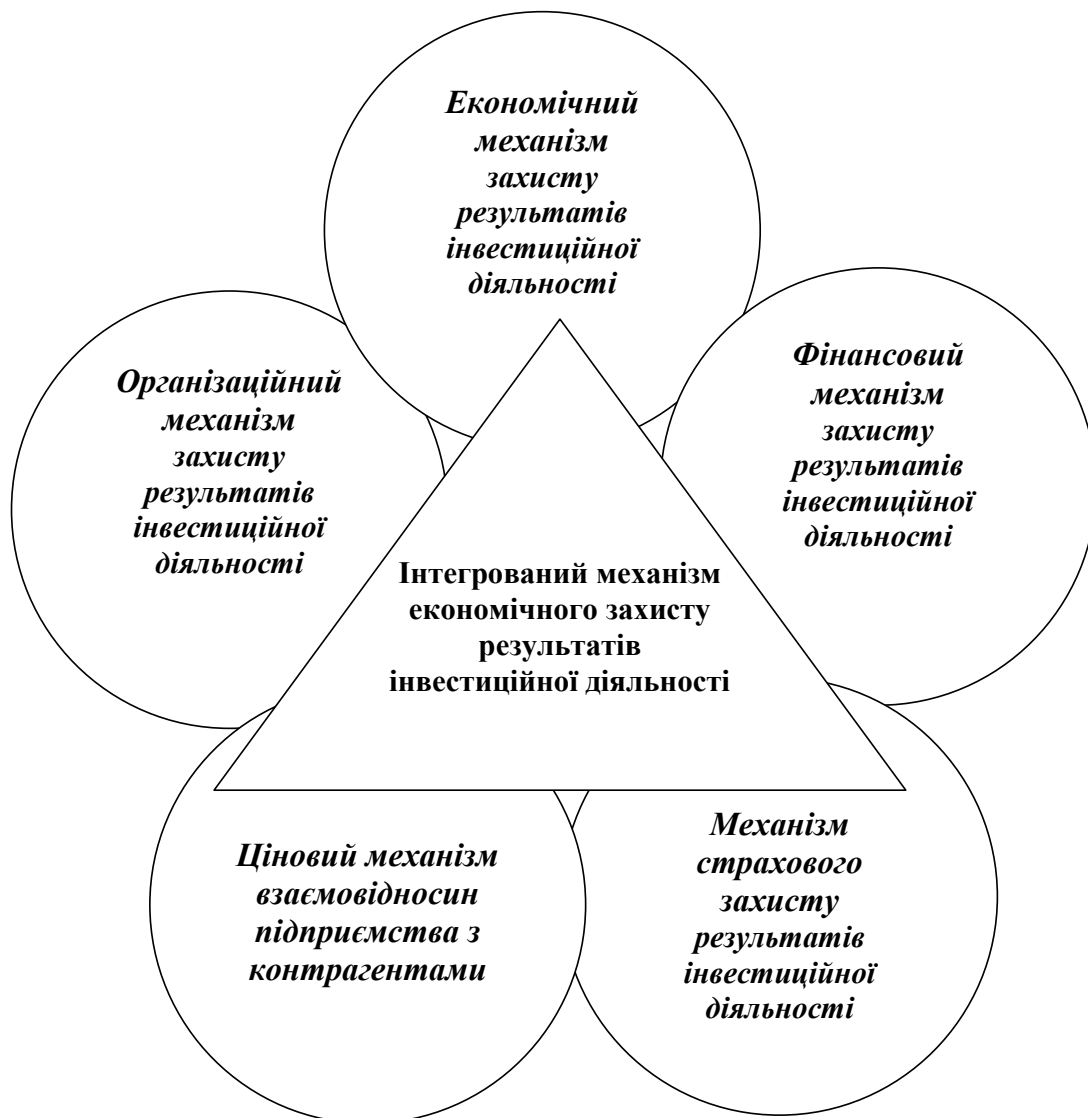 Економічний
механізм
захисту
результатів
інвестиційної
діяльності
Організаційний
механізм
захисту
результатів
інвестиційної
діяльності
Фінансовий
механізм
захисту
результатів
інвестиційної
діяльності
Інтегрований механізм
економічного захисту
результатів
інвестиційної діяльності
Ціновий механізм
взаємовідносин
підприємства з
контрагентами
Механізм
страхового
захисту
результатів
інвестиційної
діяльності